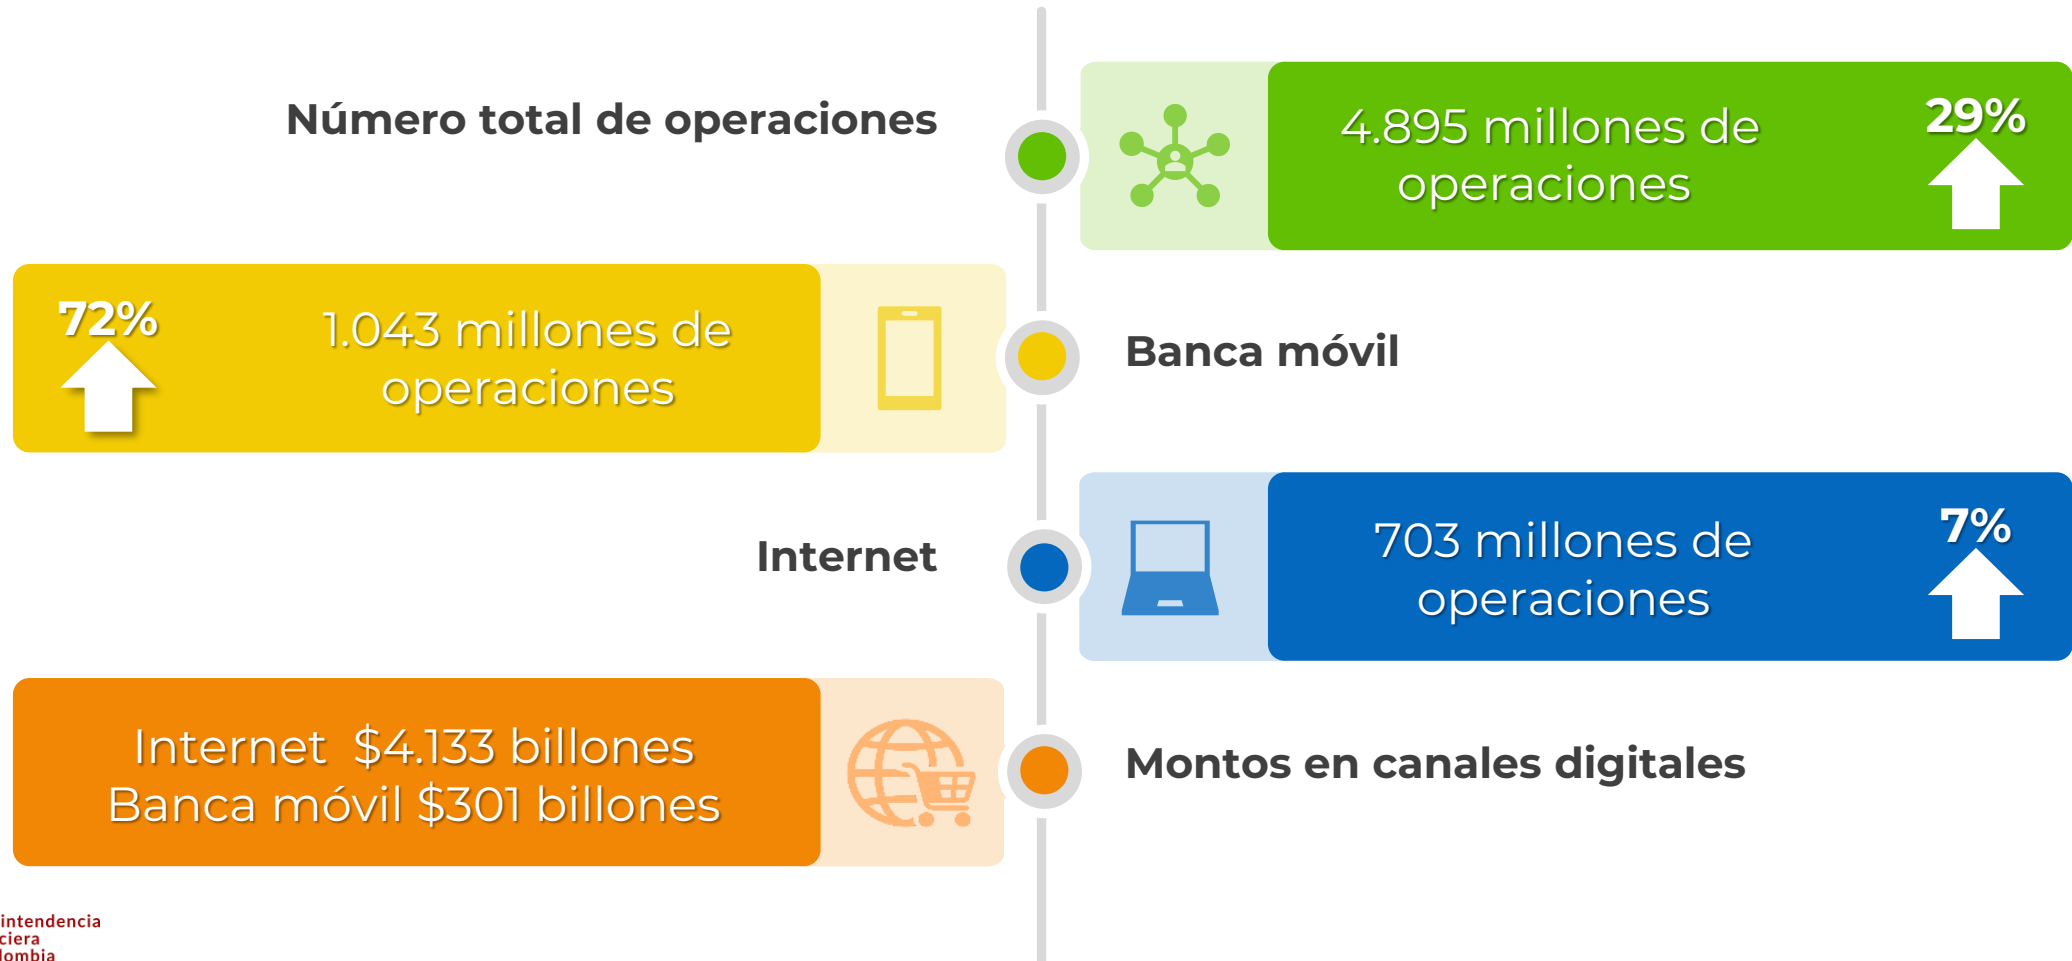 Número total de operaciones
4.895 millones de
operaciones
29%
72%
1.043 millones de
operaciones
Banca móvil
Internet
703 millones de
operaciones
7%
Internet $4.133 billones
Banca móvil $301 billones
Montos en canales digitales
intendencia
ciera
lombia